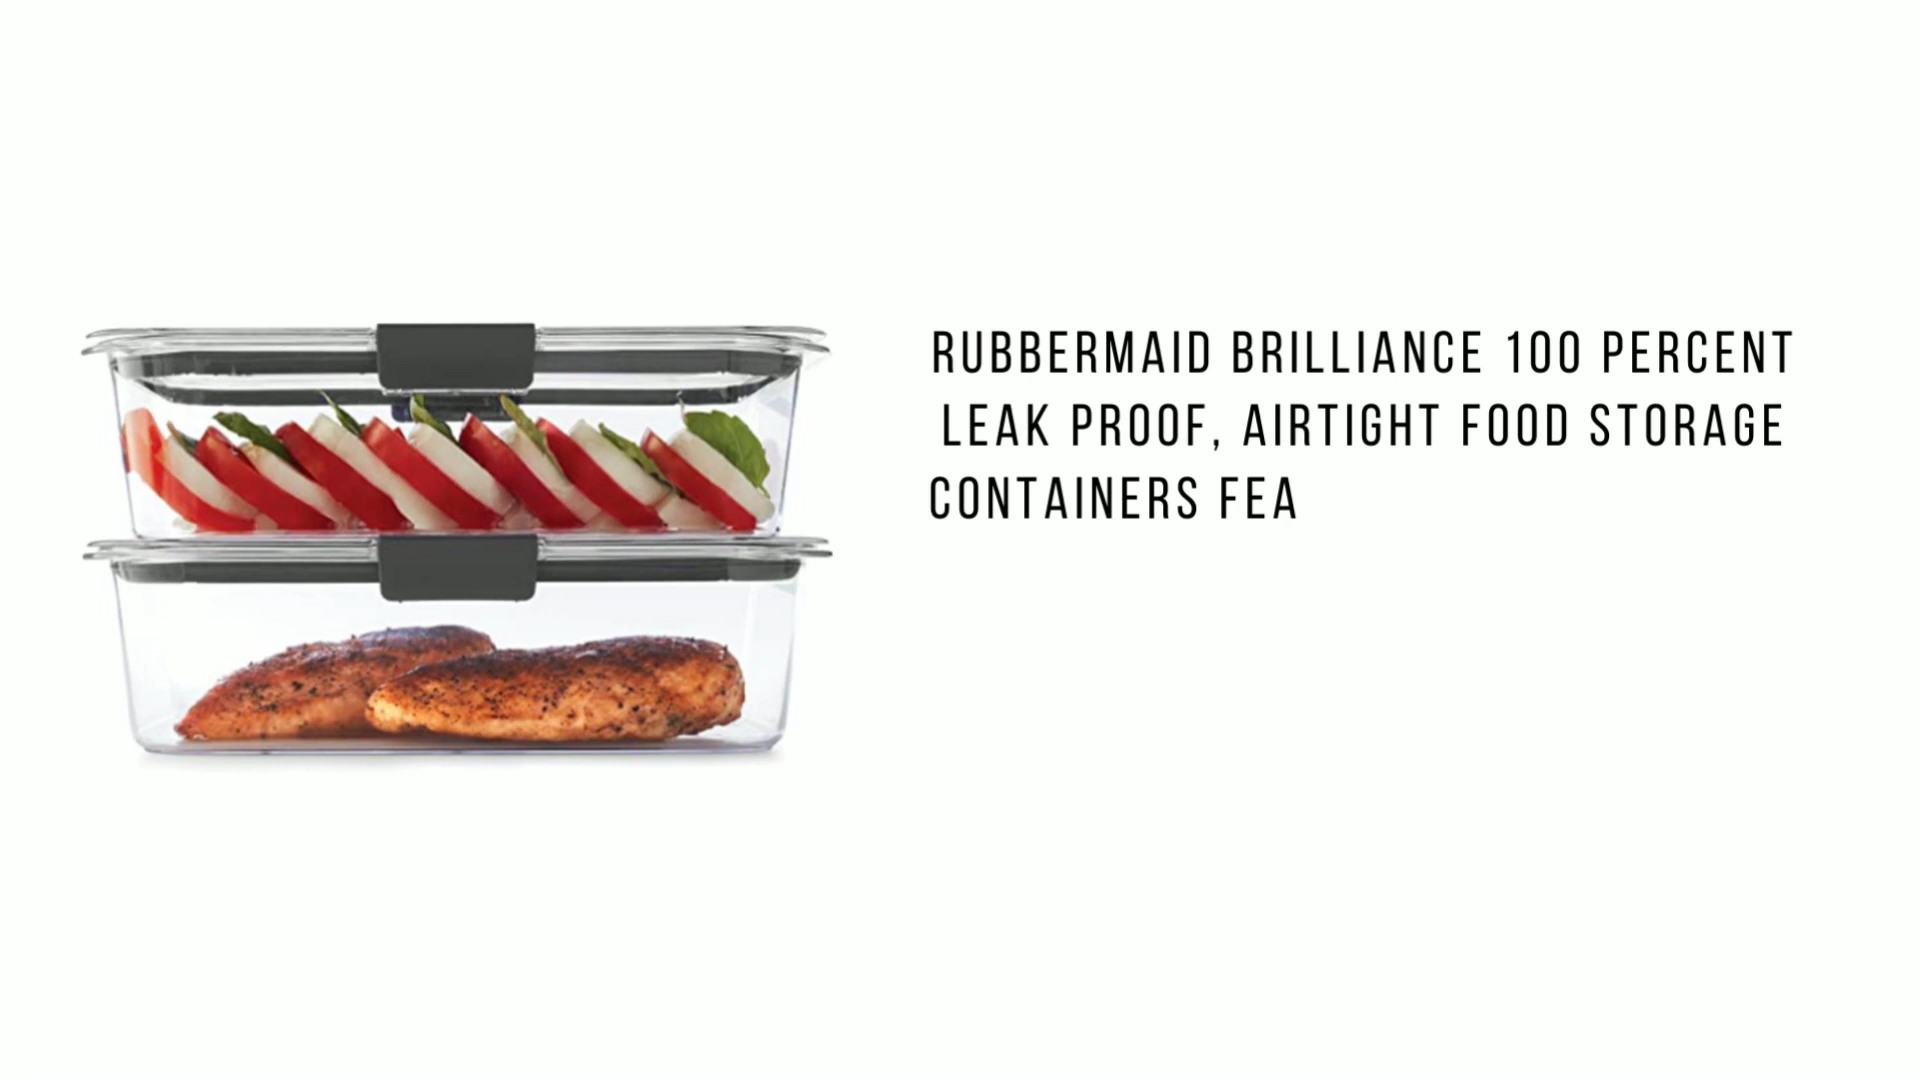 RUBBERMAID BRILLIANCE 100 PERCENT
LEAK PROOF, AIRTIGHT FOOD STORAGE
CONTAINERS FEA